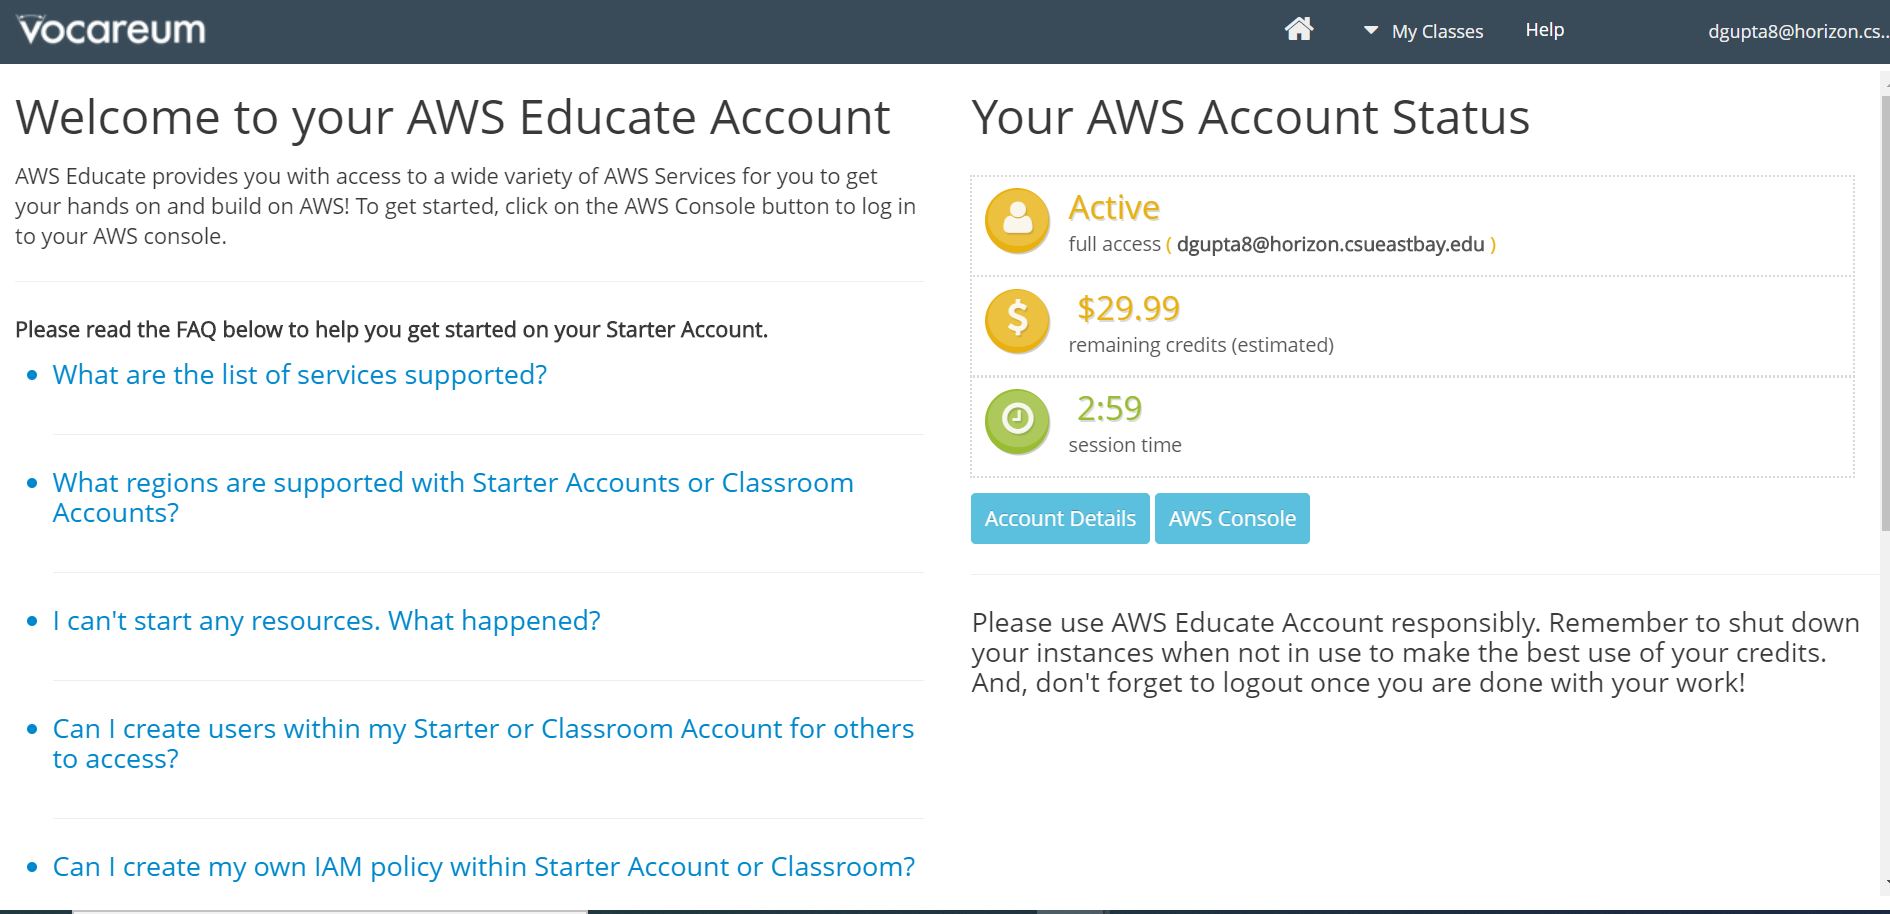 Vocareum
My Classes
Help
dgupta8@horizon.cs..
Welcome to your AWS Educate Account
AWS Educate provides you with access to a wide variety of AWS Services for you to get
your hands on and build on AWS! To get started, click on the AWS Console button to log in
to your AWS console.
Please read the FAQ below to help you get started on your Starter Account.
• What are the list of services supported?
• What regions are supported with Starter Accounts or Classroom
Accounts?
• I can't start any resources. What happened?
• Can I create users within my Starter or Classroom Account for others
to access?
• Can I create my own IAM policy within Starter Account or Classroom?
Your AWS Account Status
Active
full access ( dgupta8@horizon.csueastbay.edu )
$
$29.99
remaining credits (estimated)
2:59
session time
Account Details
AWS Console
Please use AWS Educate Account responsibly. Remember to shut down
your instances when not in use to make the best use of your credits.
And, don't forget to logout once you are done with your work!